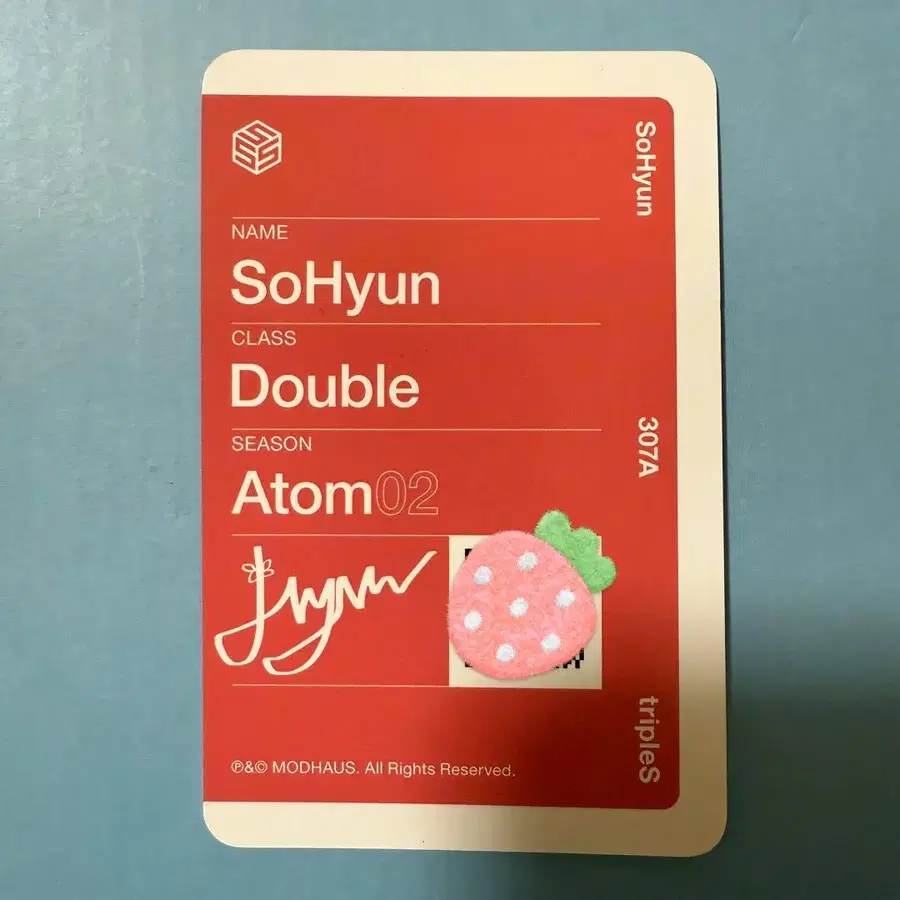 NAME
SoHyun
CLASS
Double
SEASON
Atom02
℗&© MODHAUS. All Rights Reserved.
SoHyun
307A
tripleS